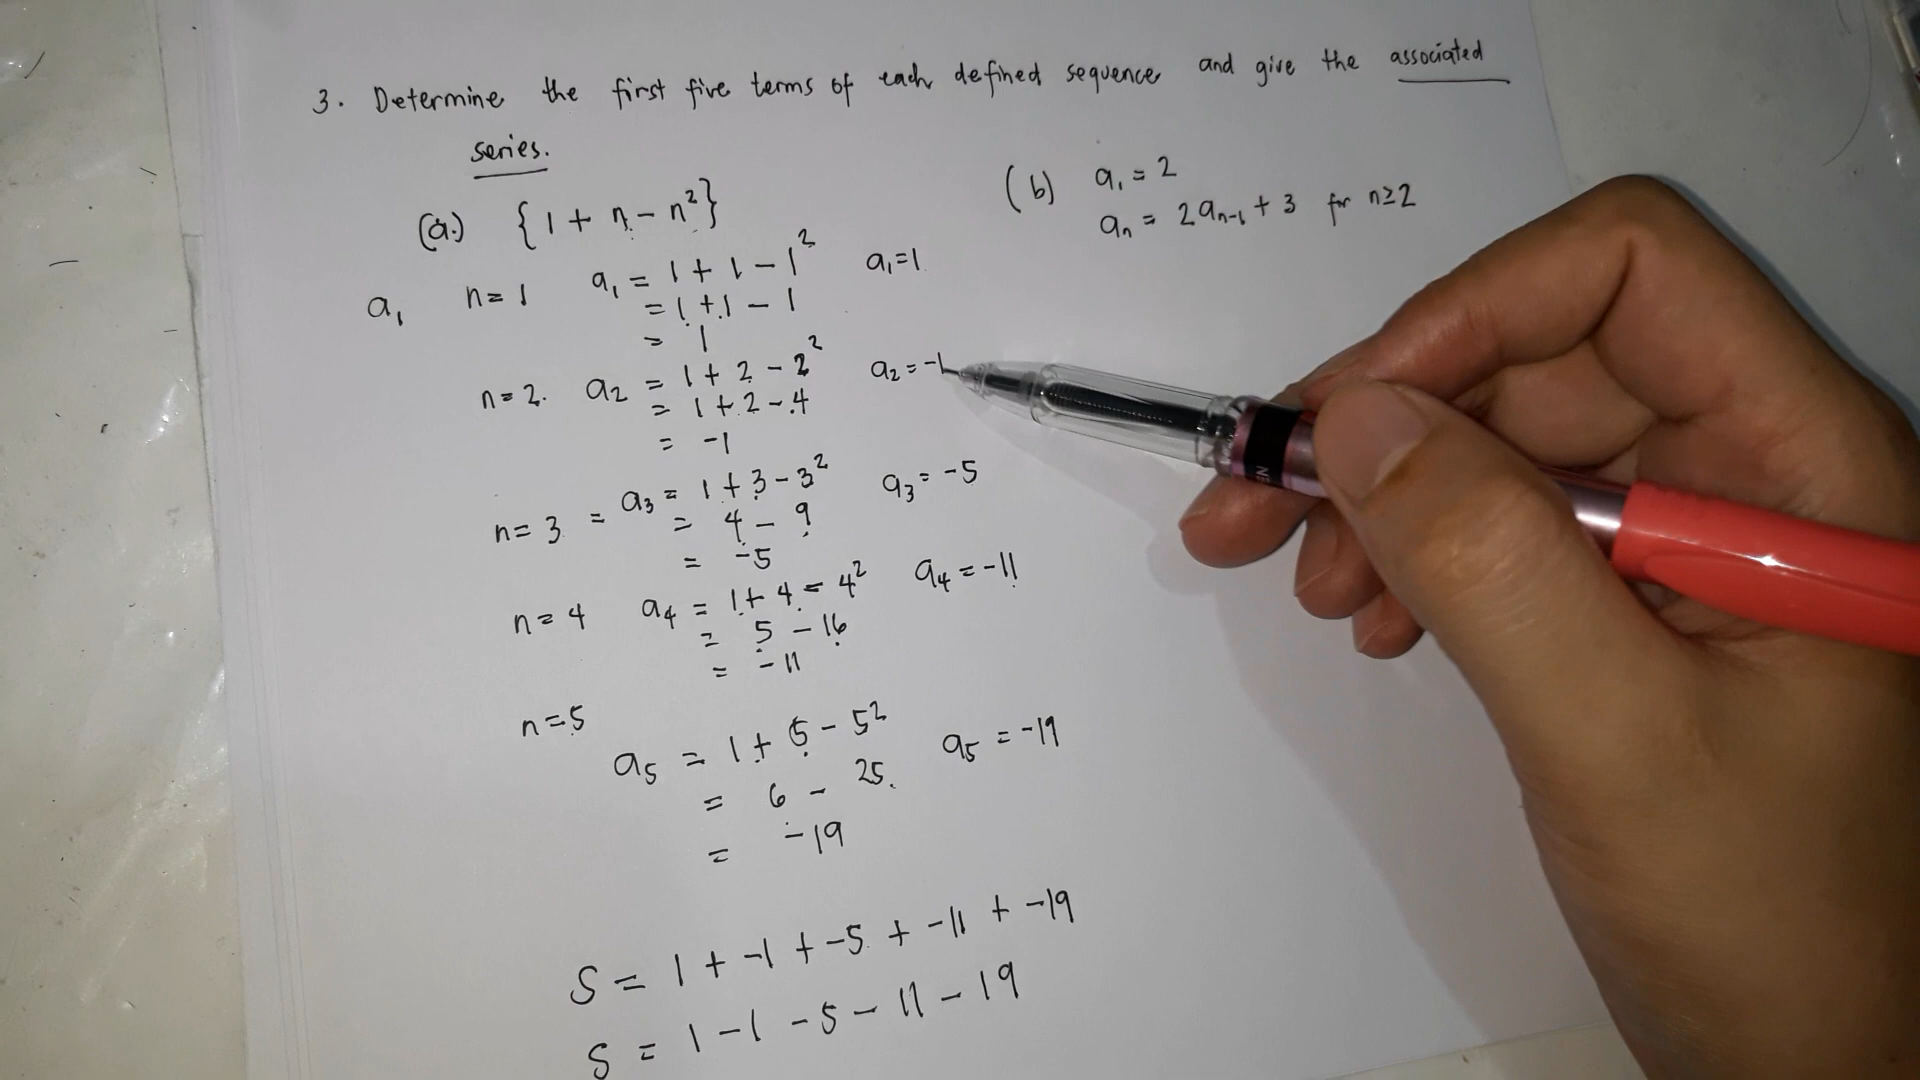 3. Determine the first five terms of each defined sequence and give the associated
series.
(a.) {1 + n - n²}
a₁ n = 1 a₁ = 1 + 1 - 1² a₁ = 1
= 1 + 1 - 1
= 1
n = 2. a₂ = 1 + 2 - 2² a₂ = -1
= 1 + 2 - 4
= -1
n = 3 = a₃ = 1 + 3 - 3² a₃ = -5
= 4 - 9
= -5
n = 4 a₄ = 1 + 4 - 4² a₄ = -11
= 5 - 16
= -11
n = 5
a₅ = 1 + 5 - 5² a₅ = -19
= 6 - 25
= -19
S = 1 + -1 + -5 + -11 + -19
S = 1 - 1 - 5 - 11 - 19
(b) a₁ = 2
aₙ = 2aₙ₋₁ + 3 for n ≥ 2